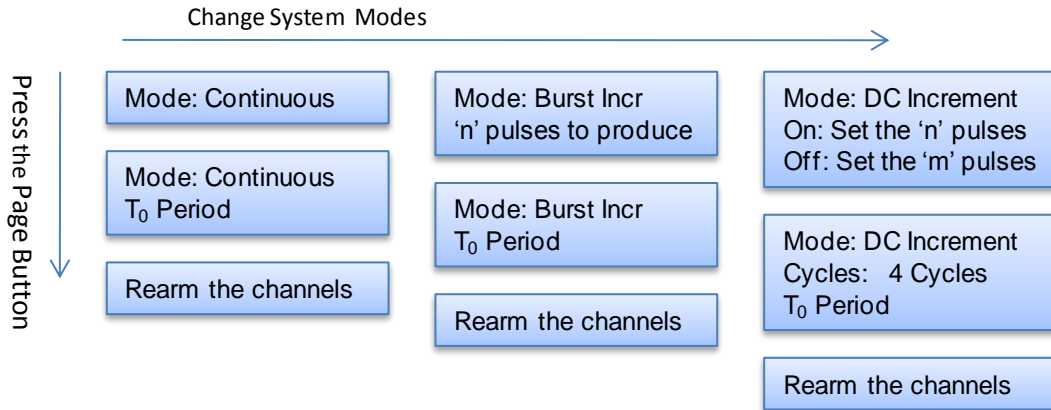 Change System Modes
Press the Page Button
Mode: Continuous
Mode: Continuous
T₀ Period
Rearm the channels
Mode: Burst Incr
‘n’ pulses to produce
Mode: Burst Incr
T₀ Period
Rearm the channels
Mode: DC Increment
On: Set the ‘n’ pulses
Off: Set the ‘m’ pulses
Mode: DC Increment
Cycles: 4 Cycles
T₀ Period
Rearm the channels